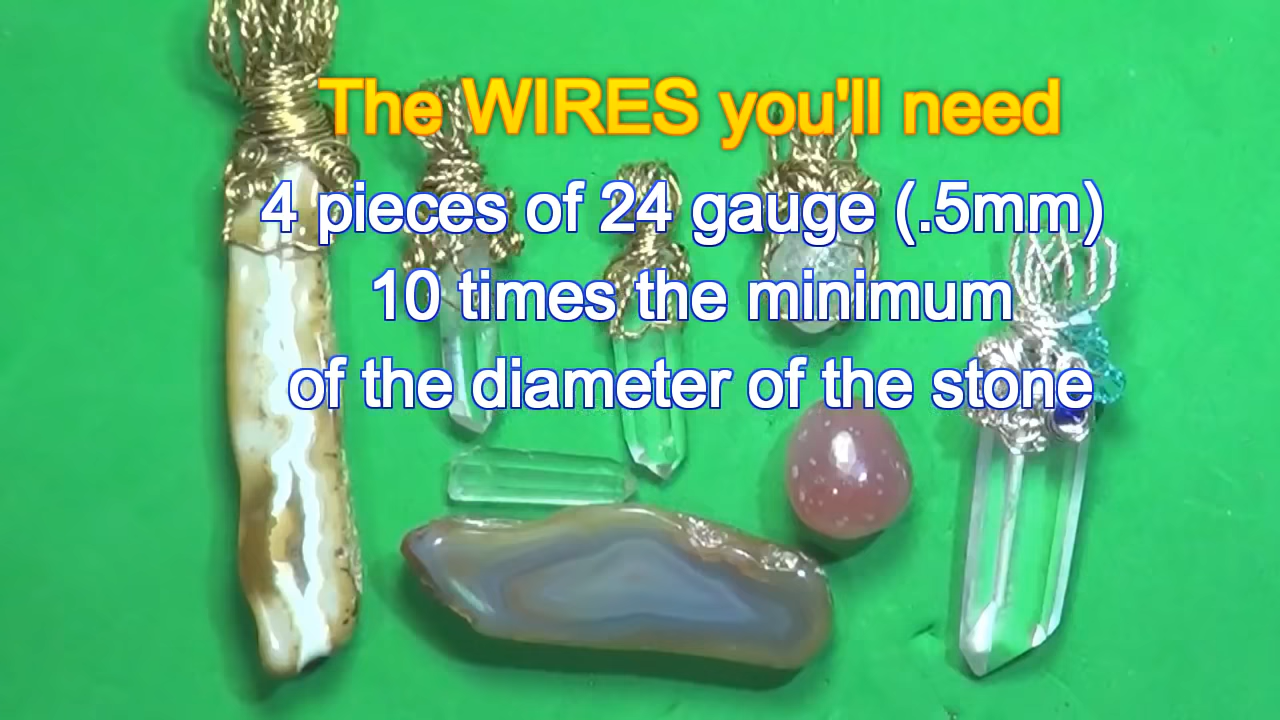 The WIRES you'll need
4 pieces of 24 gauge (.5mm)
10 times the minimum
of the diameter of the stone